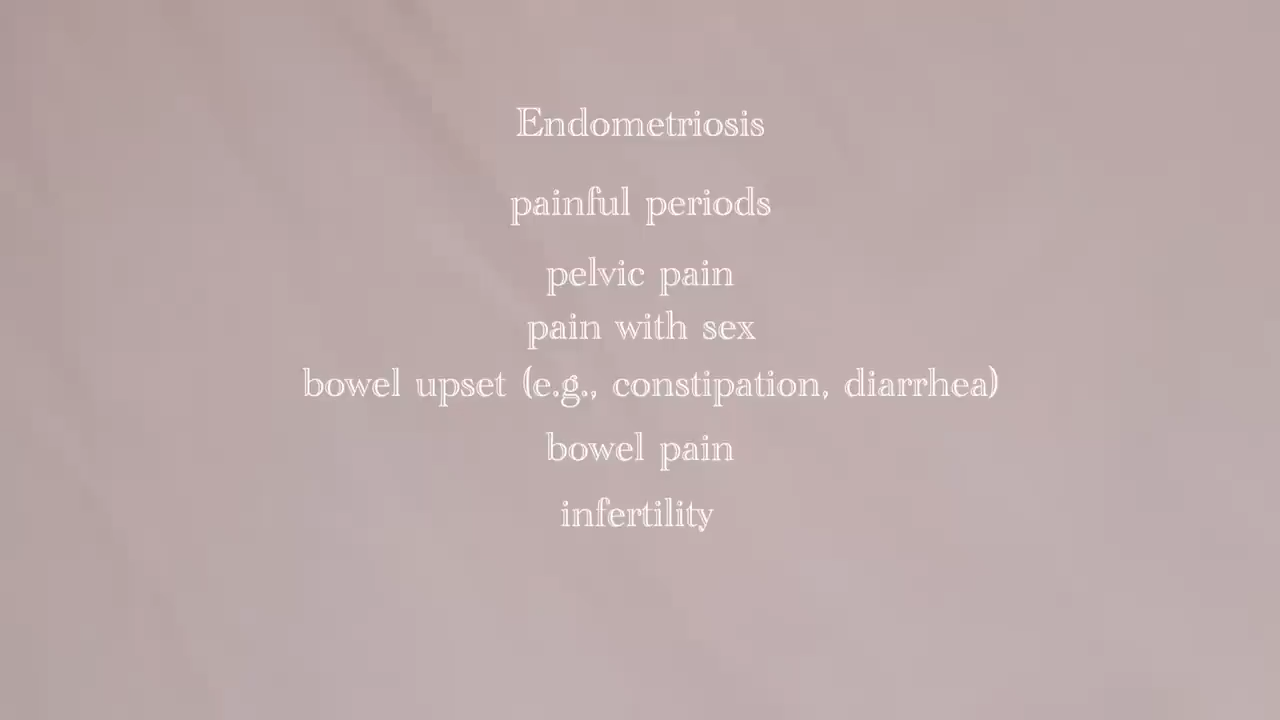 Endometriosis
painful periods
pelvic pain
pain with sex
bowel upset (e.g., constipation, diarrhea)
bowel pain
infertility